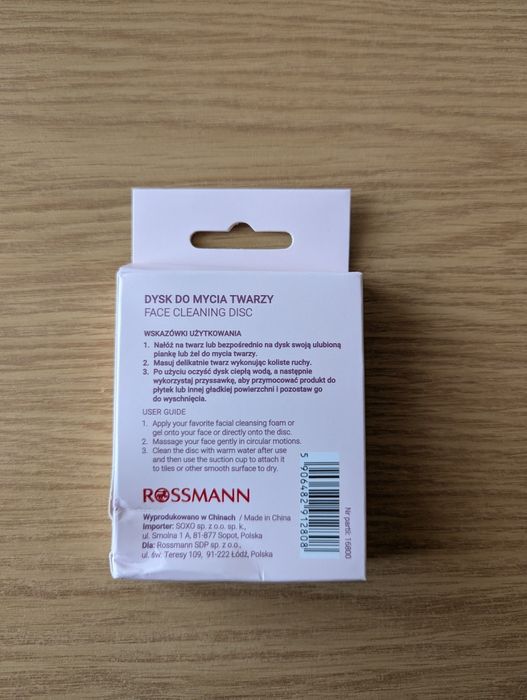 DYSK DO MYCIA TWARZY
FACE CLEANING DISC
WSKAZÓWKI UŻYTKOWANIA
1. Nałóż na twarz lub bezpośrednio na dysk swoją ulubioną
piankę lub żel do mycia twarzy.
2. Masuj delikatnie twarz wykonując koliste ruchy.
3. Po użyciu oczyść dysk ciepłą wodą, a następnie
wykorzystaj przyssawkę, aby przymocować produkt do
płytek lub innej gładkiej powierzchni i pozostaw go
do wyschnięcia.
USER GUIDE
1. Apply your favorite facial cleansing foam or
gel onto your face or directly onto the disc.
2. Massage your face gently in circular motions.
3. Clean the disc with warm water after use
and then use the suction cup to attach it
to tiles or other smooth surface to dry.
ROSSMANN
Wyprodukowano w Chinach / Made in China
Importer: SOXO sp. z o.o. sp. k.,
ul. Smolna 1 A, 81-877 Sopot, Polska
Dla: Rossmann SDP sp. z o.o.,
ul. św. Teresy 109, 91-222 Łódź, Polska
5 906482 912808
Nr partii: 16800